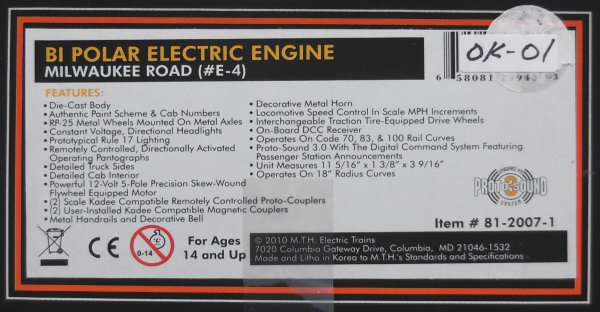 BI POLAR ELECTRIC ENGINE
MILWAUKEE ROAD (#E-4)
OK-01
FEATURES:
•Die-Cast Body
•Authentic Paint Scheme & Cab Numbers
•RP-25 Metal Wheels Mounted On Metal Axles
•Constant Voltage, Directional Headlights
•Prototypical Rule 17 Lighting
•Remotely Controlled, Directionally Activated
Operating Pantographs
•Detailed Truck Sides
•Detailed Cab Interior
•Powerful 12-Volt 5-Pole Precision Skew-Wound
Flywheel Equipped Motor
•(2) Scale Kadee Compatible Remotely Controlled Proto-Couplers
•(2) User-Installed Kadee Compatible Magnetic Couplers
•Metal Handrails and Decorative Bell
•Decorative Metal Horn
•Locomotive Speed Control In Scale MPH Increments
•Interchangeable Traction Tire-Equipped Drive Wheels
•On-Board DCC Receiver
•Operates On Code 70, 83, & 100 Rail Curves
•Proto-Sound 3.0 With The Digital Command System Featuring
Passenger Station Announcements
•Unit Measures 11 5/16" x 1 3/8" x 3 9/16"
•Operates On 18" Radius Curves
PROTO-SOUND
3
SYSTEM
Item # 81-2007-1
CE
0-14
For Ages
14 and Up
© 2010 M.T.H. Electric Trains
7020 Columbia Gateway Drive, Columbia, MD 21046-1532
Made and Litho in Korea to M.T.H's Standards and Specifications